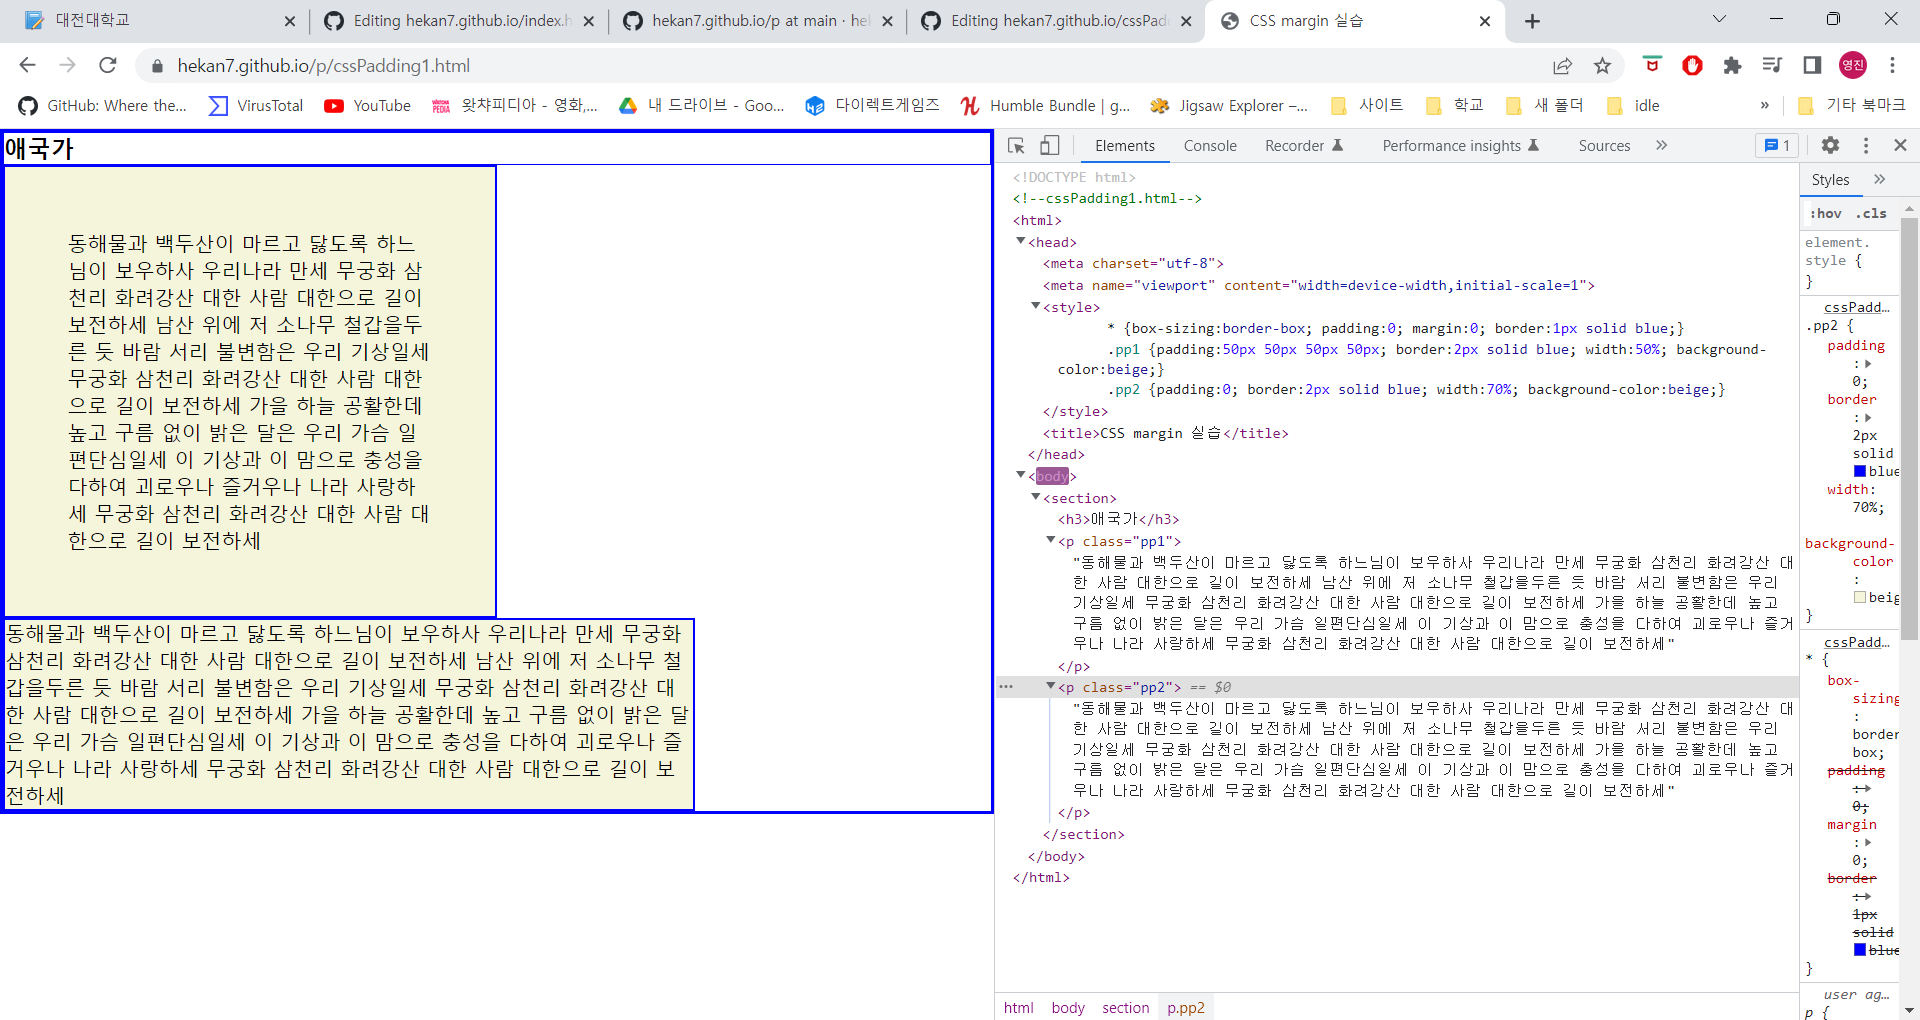 대전대학교
Editing hekan7.github.io/index.h
hekan7.github.io/p at main · hek
Editing hekan7.github.io/cssPadd
CSS margin 실습
hekan7.github.io/p/cssPadding1.html
영진
GitHub: Where the...
VirusTotal
YouTube
WATCHA PEDIA
왓챠피디아 - 영화,...
내 드라이브 - Goo...
다이렉트게임즈
Humble Bundle | g...
Jigsaw Explorer –...
사이트
학교
새 폴더
idle
»
기타 북마크
애국가
동해물과 백두산이 마르고 닳도록 하느
님이 보우하사 우리나라 만세 무궁화 삼
천리 화려강산 대한 사람 대한으로 길이
보전하세 남산 위에 저 소나무 철갑을두
른 듯 바람 서리 불변함은 우리 기상일세
무궁화 삼천리 화려강산 대한 사람 대한
으로 길이 보전하세 가을 하늘 공활한데
높고 구름 없이 밝은 달은 우리 가슴 일
편단심일세 이 기상과 이 맘으로 충성을
다하여 괴로우나 즐거우나 나라 사랑하
세 무궁화 삼천리 화려강산 대한 사람 대
한으로 길이 보전하세
동해물과 백두산이 마르고 닳도록 하느님이 보우하사 우리나라 만세 무궁화
삼천리 화려강산 대한 사람 대한으로 길이 보전하세 남산 위에 저 소나무 철
갑을두른 듯 바람 서리 불변함은 우리 기상일세 무궁화 삼천리 화려강산 대
한 사람 대한으로 길이 보전하세 가을 하늘 공활한데 높고 구름 없이 밝은 달
은 우리 가슴 일편단심일세 이 기상과 이 맘으로 충성을 다하여 괴로우나 즐
거우나 나라 사랑하세 무궁화 삼천리 화려강산 대한 사람 대한으로 길이 보
전하세
Elements
Console
Recorder
Performance insights
Sources
»
1
<!DOCTYPE html>
<!--cssPadding1.html-->
<html>
<head>
<meta charset="utf-8">
<meta name="viewport" content="width=device-width,initial-scale=1">
<style>
* {box-sizing:border-box; padding:0; margin:0; border:1px solid blue;}
.pp1 {padding:50px 50px 50px 50px; border:2px solid blue; width:50%; background-
color:beige;}
.pp2 {padding:0; border:2px solid blue; width:70%; background-color:beige;}
</style>
<title>CSS margin 실습</title>
</head>
<body>
<section>
<h3>애국가</h3>
<p class="pp1">
"동해물과 백두산이 마르고 닳도록 하느님이 보우하사 우리나라 만세 무궁화 삼천리 화려강산 대
한 사람 대한으로 길이 보전하세 남산 위에 저 소나무 철갑을두른 듯 바람 서리 불변함은 우리
기상일세 무궁화 삼천리 화려강산 대한 사람 대한으로 길이 보전하세 가을 하늘 공활한데 높고
구름 없이 밝은 달은 우리 가슴 일편단심일세 이 기상과 이 맘으로 충성을 다하여 괴로우나 즐거
우나 나라 사랑하세 무궁화 삼천리 화려강산 대한 사람 대한으로 길이 보전하세"
</p>
<p class="pp2"> == $0
"동해물과 백두산이 마르고 닳도록 하느님이 보우하사 우리나라 만세 무궁화 삼천리 화려강산 대
한 사람 대한으로 길이 보전하세 남산 위에 저 소나무 철갑을두른 듯 바람 서리 불변함은 우리
기상일세 무궁화 삼천리 화려강산 대한 사람 대한으로 길이 보전하세 가을 하늘 공활한데 높고
구름 없이 밝은 달은 우리 가슴 일편단심일세 이 기상과 이 맘으로 충성을 다하여 괴로우나 즐거
우나 나라 사랑하세 무궁화 삼천리 화려강산 대한 사람 대한으로 길이 보전하세"
</p>
</section>
</body>
</html>
html
body
section
p.pp2
Styles
»
:hov
.cls
element.
style {
}
cssPadd…
.pp2 {
padding
:
0;
border
:
2px
solid
blue
width:
70%;
background-
color
:
beig
}
cssPadd…
* {
box-
sizing
:
border
box;
padding
:
0;
margin
:
0;
border
:
1px
solid
blue
}
user ag…
p {